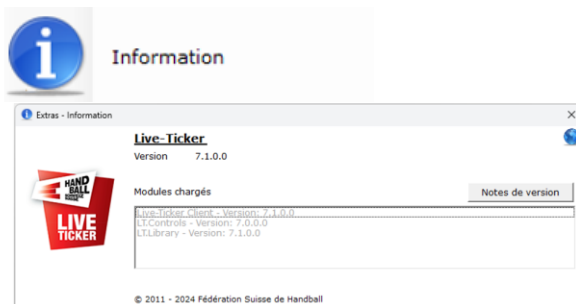 Information
Extras - Information
Live-Ticker
Version 7.1.0.0
HAND
BALL
LIVE
TICKER
Modules chargés
Notes de version
Live-Ticker Client - Version: 7.1.0.0
LT.Controls - Version: 7.0.0.0
LT.Library - Version: 7.1.0.0
© 2011 - 2024 Fédération Suisse de Handball